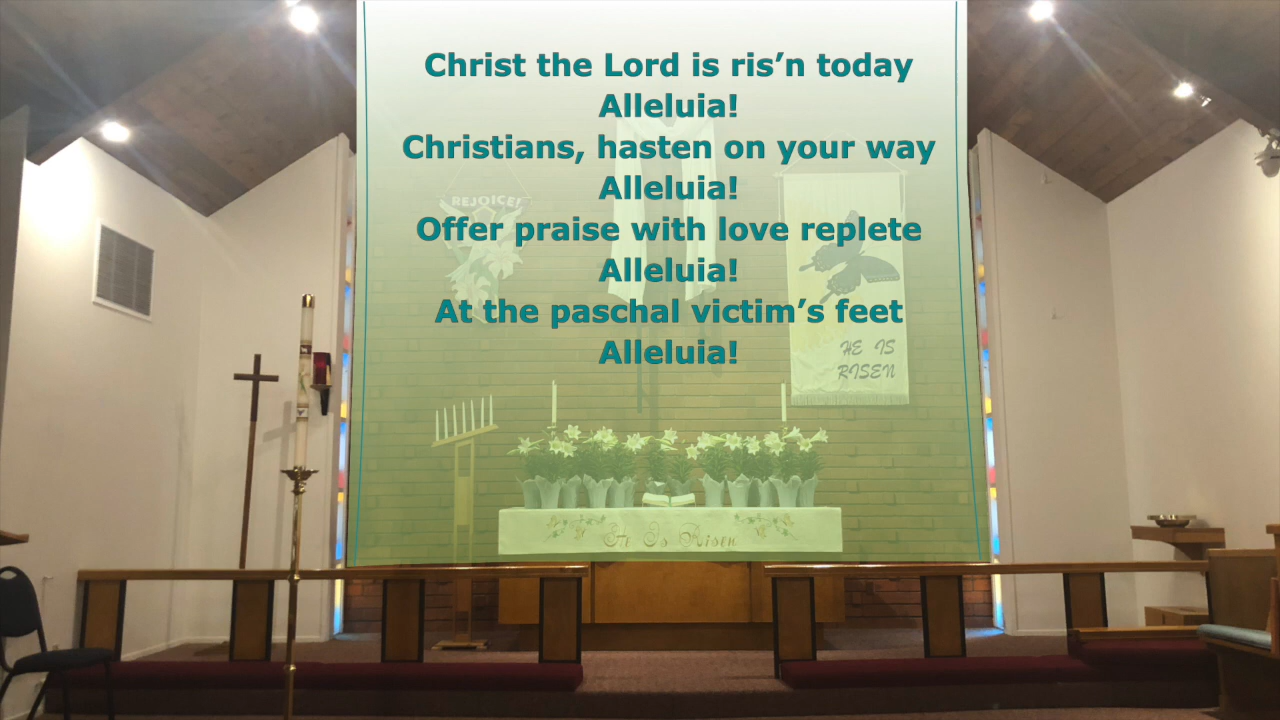 Christ the Lord is ris’n today
Alleluia!
Christians, hasten on your way
Alleluia!
Offer praise with love replete
Alleluia!
At the paschal victim’s feet
Alleluia!
REJOICE!
HE IS
RISEN
He Is Risen